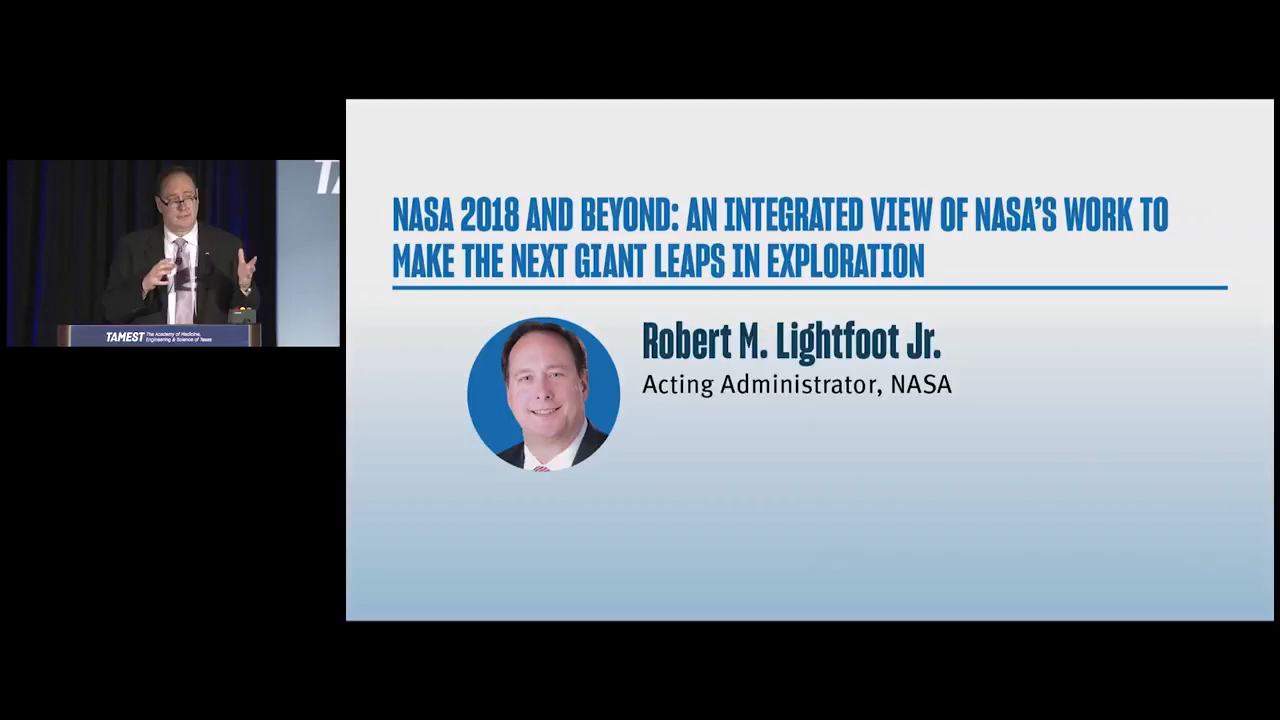 NASA 2018 AND BEYOND: AN INTEGRATED VIEW OF NASA'S WORK TO
MAKE THE NEXT GIANT LEAPS IN EXPLORATION
Robert M. Lightfoot Jr.
Acting Administrator, NASA
TAMEST The Academy of Medicine,
Engineering & Science of Texas